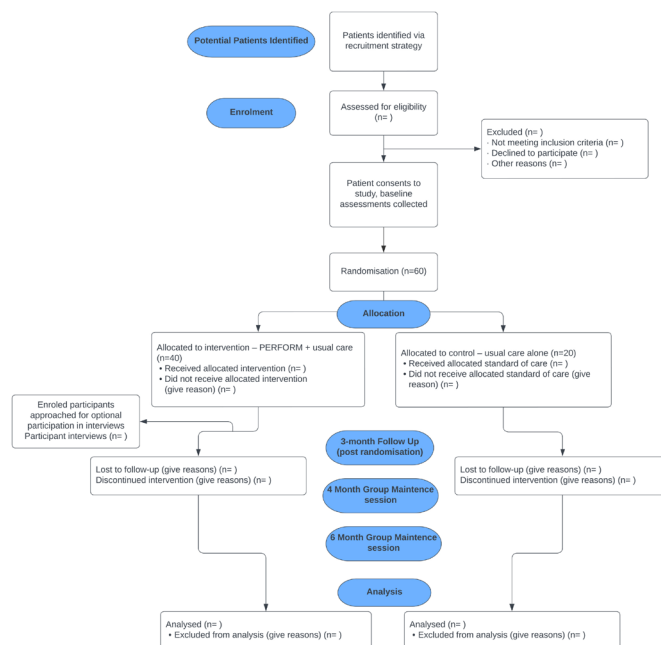 Potential Patients Identified
Patients identified via
recruitment strategy
Enrolment
Assessed for eligibility
(n= )
Excluded (n= )
- Not meeting inclusion criteria (n= )
- Declined to participate (n= )
- Other reasons (n= )
Patient consents to
study, baseline
assessments collected
Randomisation (n=60)
Allocation
Allocated to intervention – PERFORM + usual care
(n=40)
• Received allocated intervention (n= )
• Did not receive allocated intervention
(give reason) (n= )
Allocated to control – usual care alone (n=20)
• Received allocated standard of care (n= )
• Did not receive allocated standard of care (give
reason) (n= )
Enroled participants
approached for optional
participation in interviews
Participant interviews (n= )
3-month Follow Up
(post randomisation)
Lost to follow-up (give reasons) (n= )
Discontinued intervention (give reasons) (n= )
Lost to follow-up (give reasons) (n= )
Discontinued intervention (give reasons) (n= )
4 Month Group Maintence
session
6 Month Group Maintence
session
Analysis
Analysed (n= )
• Excluded from analysis (give reasons) (n= )
Analysed (n= )
• Excluded from analysis (give reasons) (n= )